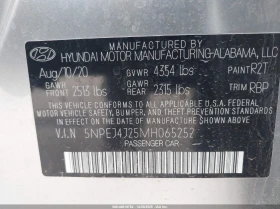 HYUNDAI MOTOR MANUFACTURING ALABAMA, LLC
Aug/10/20 GVWR 4354 lbs PAINT R2T
GAWR FRONT 2513 lbs GAWR REAR 2315 lbs TRIM RBP
THIS VEHICLE CONFORMS TO ALL APPLICABLE
FEDERAL MOTOR VEHICLE SAFETY, BUMPER,
AND THEFT PREVENTION STANDARDS IN EFFECT
ON THE DATE OF MANUFACTURE SHOWN ABOVE.
V.I.N 5NPEJ4J25MH065252
PASSENGER CAR